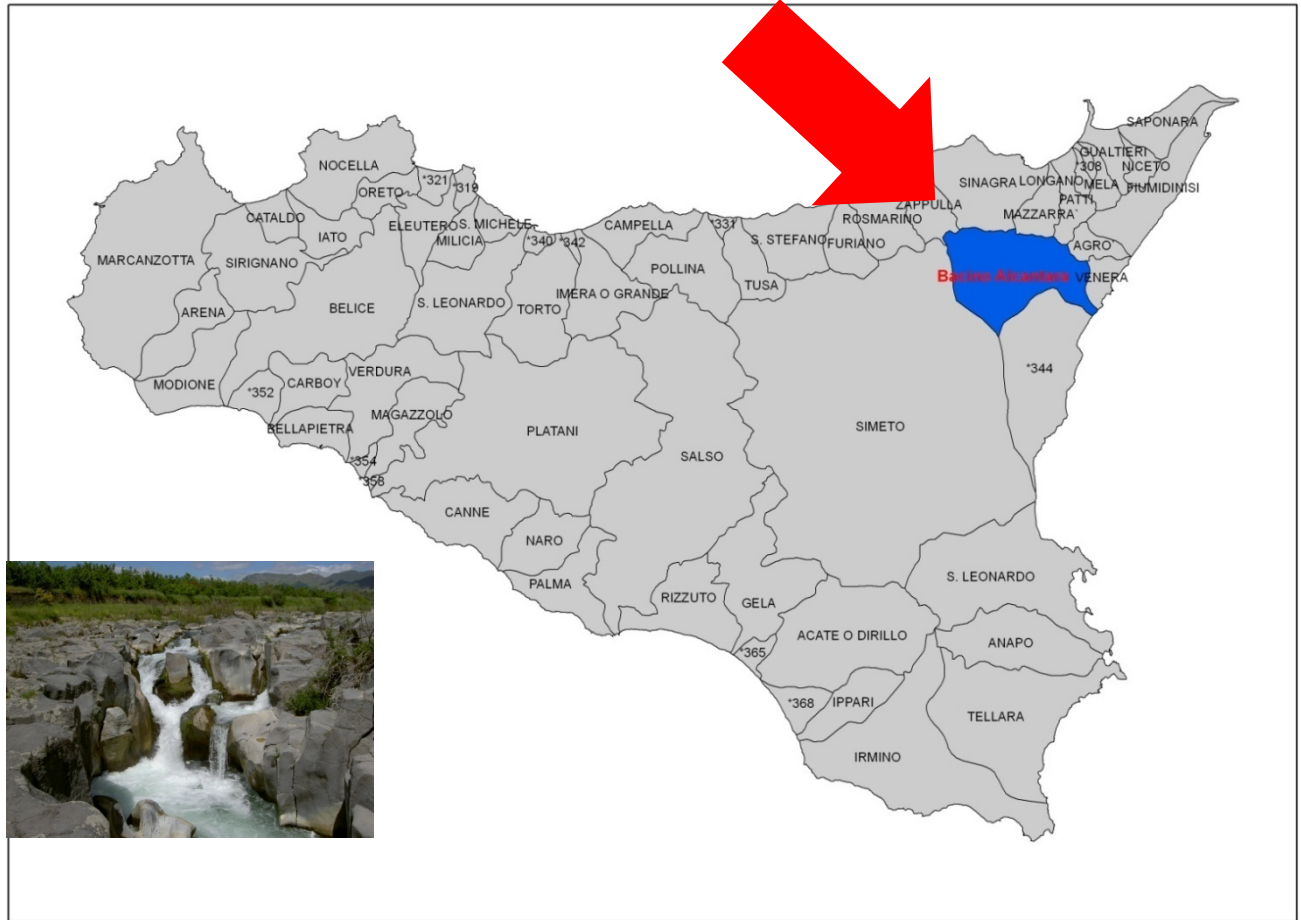 SAPONARA
NOCELLA
GUALTIERI
*308
NICETO
*321
*319
ORETO
SINAGRA
LONGANO
MELA
FIUMIDINISI
PATTI
ZAPPULLA
MAZZARRA'
ROSMARINO
CATALDO
IATO
ELEUTERO
S. MICHELE
MILICIA
*340
*342
CAMPELLA
*331
S. STEFANO
FURIANO
AGRO'
MARCANZOTTA
SIRIGNANO
POLLINA
Bacino Alcantara
VENERA
TUSA
IMERA O GRANDE
S. LEONARDO
TORTO
BELICE
ARENA
*344
VERDURA
MODIONE
*352
CARBOY
MAGAZZOLO
BELLAPIETRA
PLATANI
SIMETO
SALSO
*354
*358
CANNE
NARO
PALMA
S. LEONARDO
RIZZUTO
GELA
ACATE O DIRILLO
ANAPO
*365
*368
IPPARI
TELLARA
IRMINO